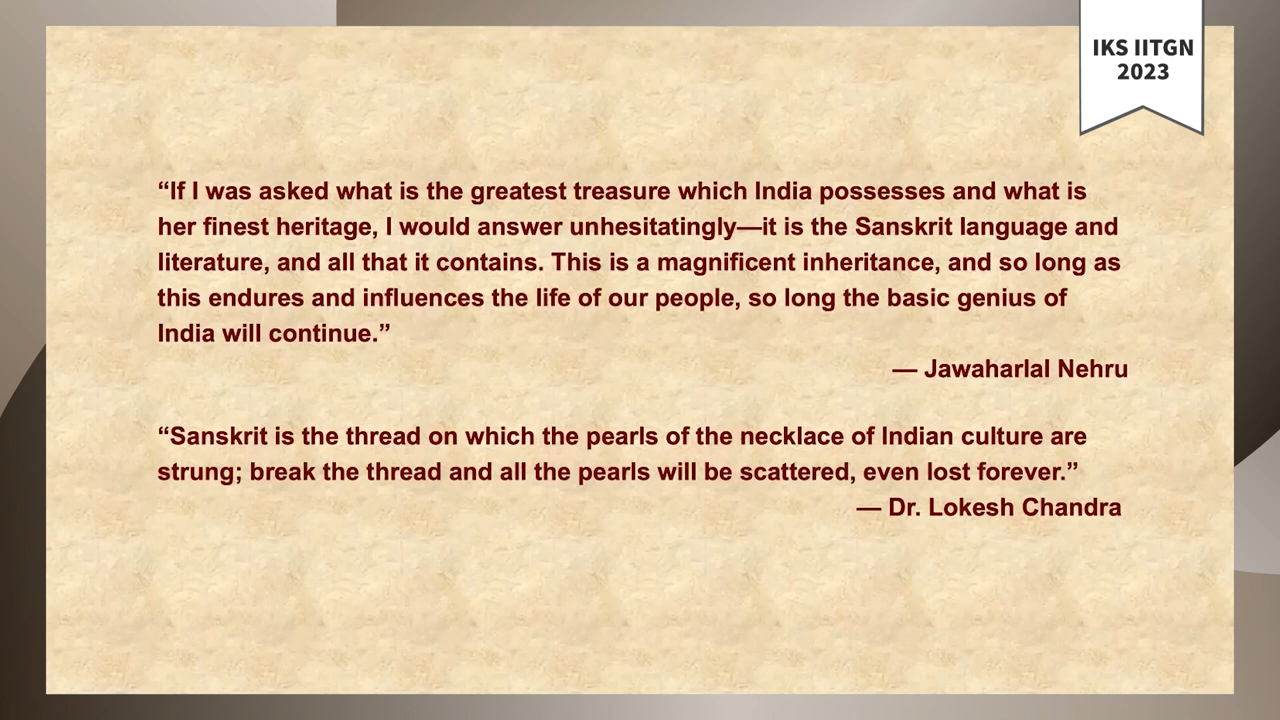 IKS IITGN
2023
“If I was asked what is the greatest treasure which India possesses and what is
her finest heritage, I would answer unhesitatingly—it is the Sanskrit language and
literature, and all that it contains. This is a magnificent inheritance, and so long as
this endures and influences the life of our people, so long the basic genius of
India will continue.”
— Jawaharlal Nehru
“Sanskrit is the thread on which the pearls of the necklace of Indian culture are
strung; break the thread and all the pearls will be scattered, even lost forever.”
— Dr. Lokesh Chandra